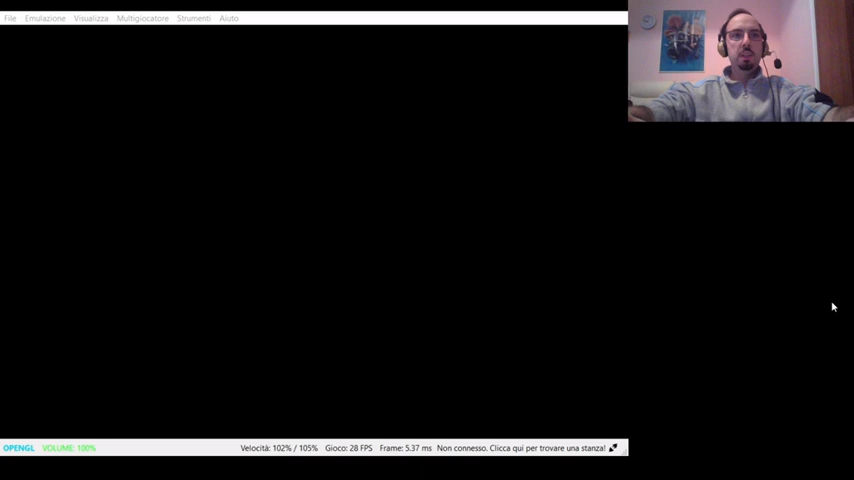 File Emulazione Visualizza Multigiocatore Strumenti Aiuto
OPENGL VOLUME: 100% Velocità: 102% / 105% Gioco: 28 FPS Frame: 5.37 ms Non connesso. Clicca qui per trovare una stanza!